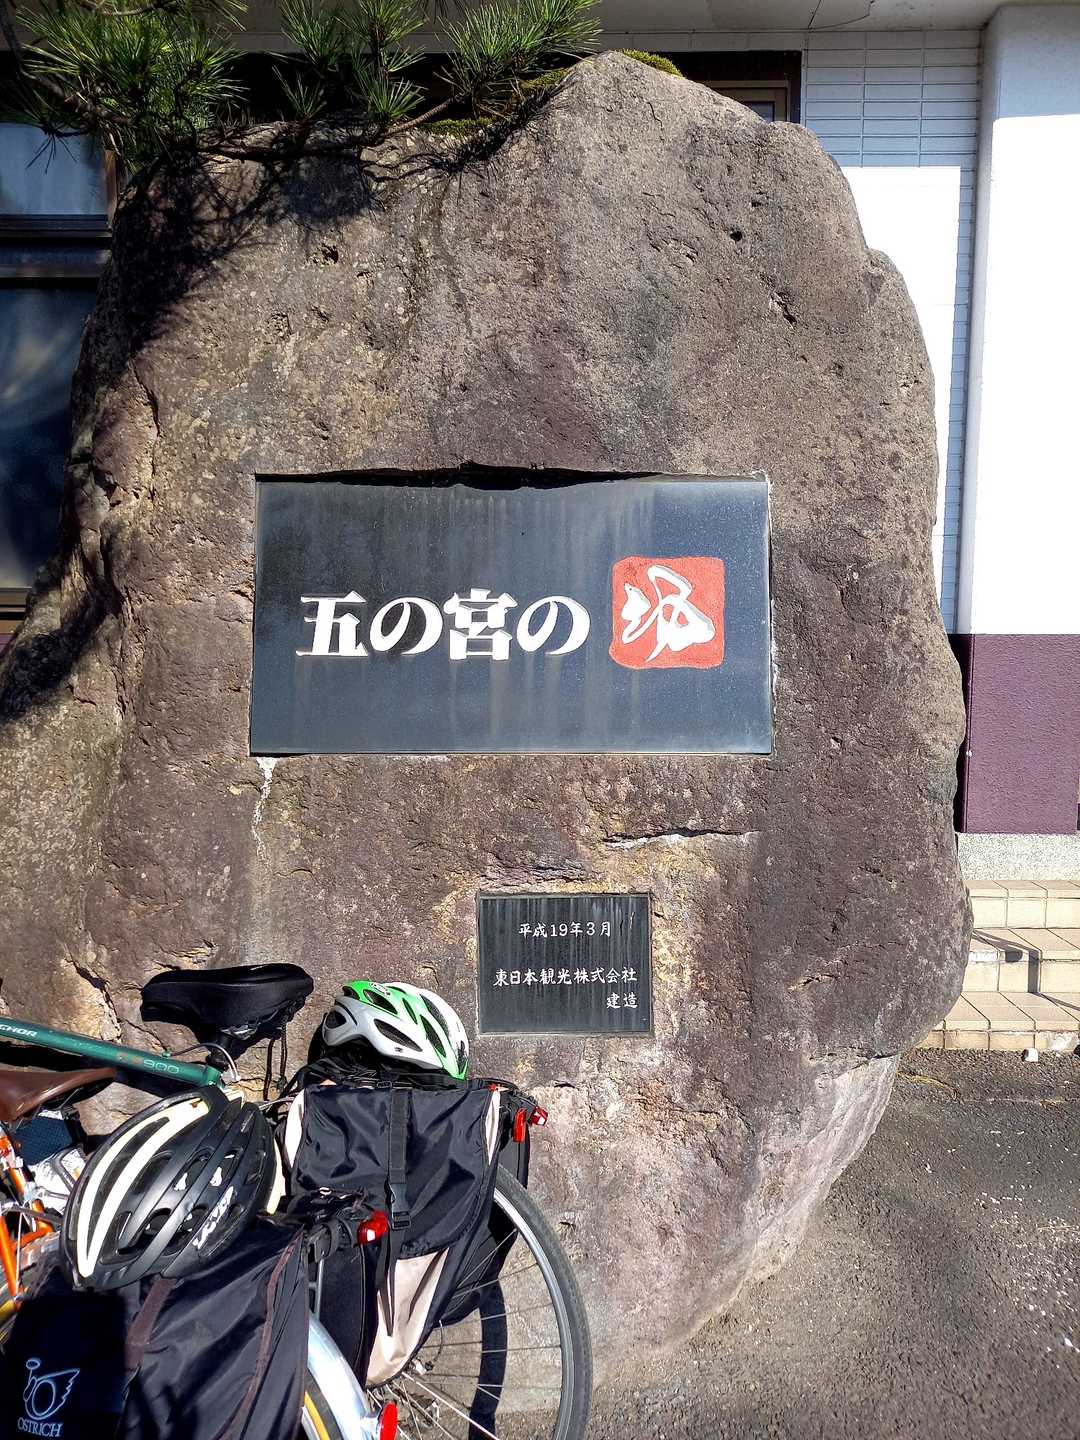 五の宮の湯
平成19年3月
東日本観光株式会社
建造
900
OSTRICH